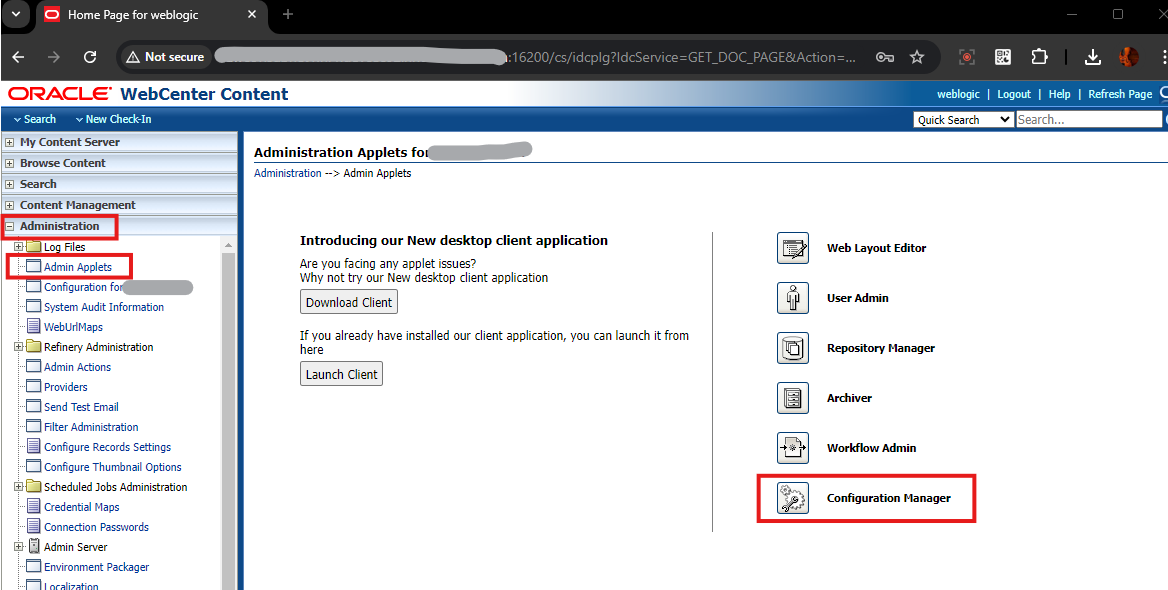 Home Page for weblogic
Not secure
:16200/cs/idcplg?IdcService=GET_DOC_PAGE&Action=...
ORACLE WebCenter Content
weblogic | Logout | Help | Refresh Page
Search
New Check-In
Quick Search
Search...
My Content Server
Browse Content
Search
Content Management
Administration
Log Files
Admin Applets
Configuration for
System Audit Information
WebUrlMaps
Refinery Administration
Admin Actions
Providers
Send Test Email
Filter Administration
Configure Records Settings
Configure Thumbnail Options
Scheduled Jobs Administration
Credential Maps
Connection Passwords
Admin Server
Environment Packager
Localization
Administration Applets for
Administration --> Admin Applets
Introducing our New desktop client application
Are you facing any applet issues?
Why not try our New desktop client application
Download Client
If you already have installed our client application, you can launch it from
here
Launch Client
Web Layout Editor
User Admin
Repository Manager
Archiver
Workflow Admin
Configuration Manager